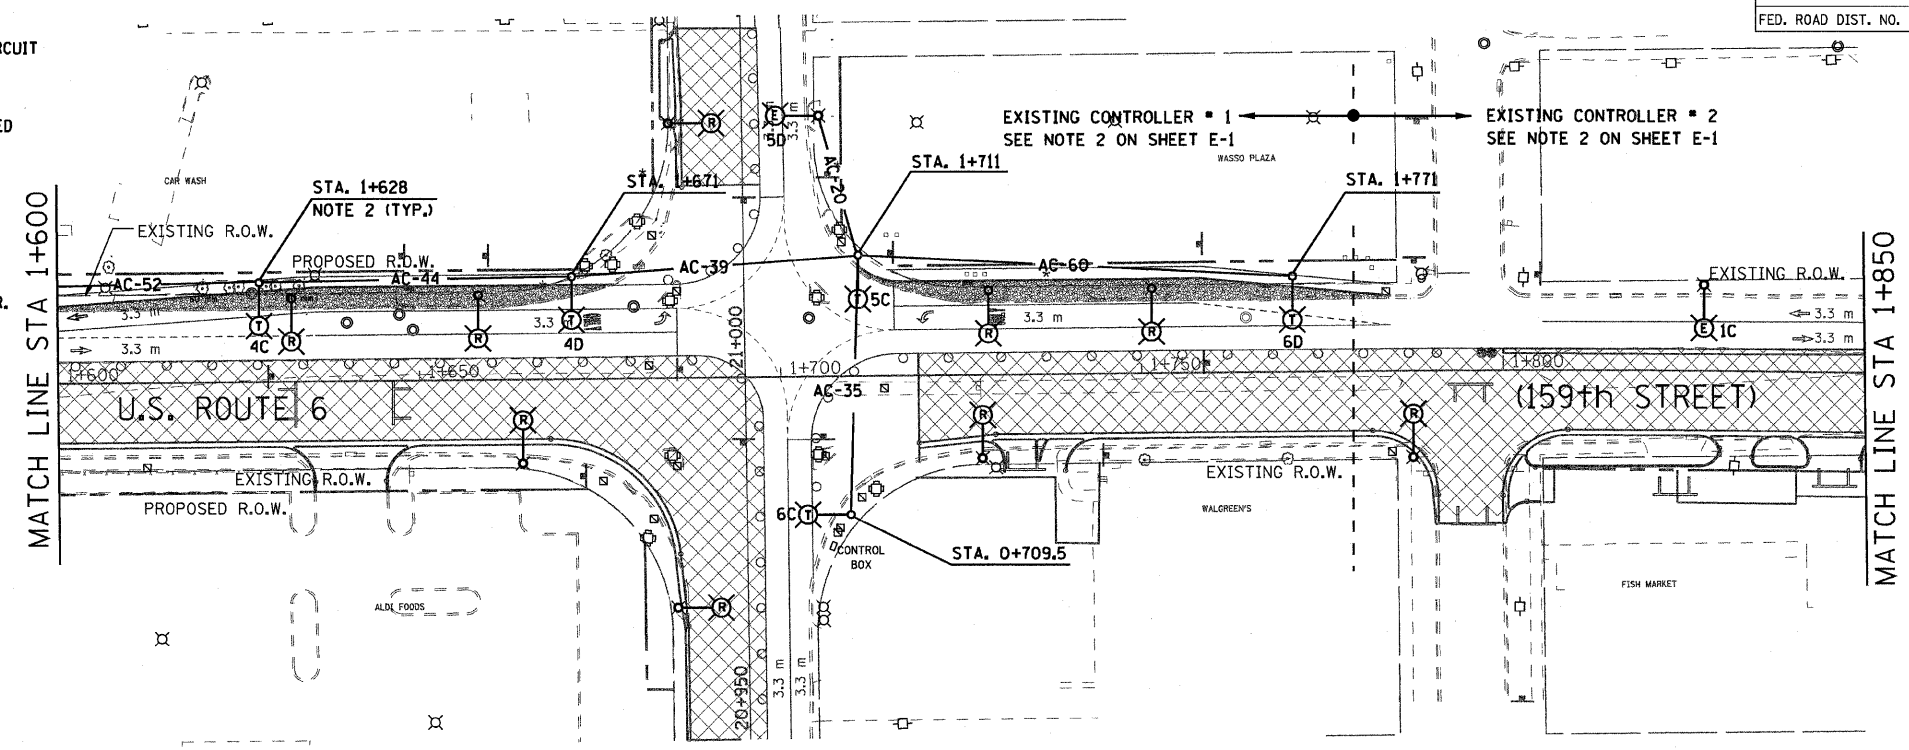 FED. ROAD DIST. NO.
RCUIT
ED
R.
EXISTING CONTROLLER # 1
SEE NOTE 2 ON SHEET E-1
EXISTING CONTROLLER # 2
SEE NOTE 2 ON SHEET E-1
WASSO PLAZA
CAR WASH
STA. 1+628
NOTE 2 (TYP.)
STA. 1+671
STA. 1+711
STA. 1+771
R
E
5D
3.3 m
AC-20
MATCH LINE STA 1+600
EXISTING R.O.W.
PROPOSED R.O.W.
AC-52
AC-44
AC-39
AC-60
EXISTING R.O.W.
MATCH LINE STA 1+850
3.3 m
3.3 m
T
4C
R
R
3.3 m
T
4D
21+000
T 5C
R
3.3 m
R
T
6D
E 1C
3.3 m
3.3 m
1+600
1+650
1+700
1+750
1+800
AC-35
U.S. ROUTE 6
(159th STREET)
R
R
R
EXISTING R.O.W.
EXISTING R.O.W.
PROPOSED R.O.W.
6C T
WALGREEN'S
CONTROL
BOX
STA. 0+709.5
FISH MARKET
ALDI FOODS
R
20+950
3.3 m
3.3 m